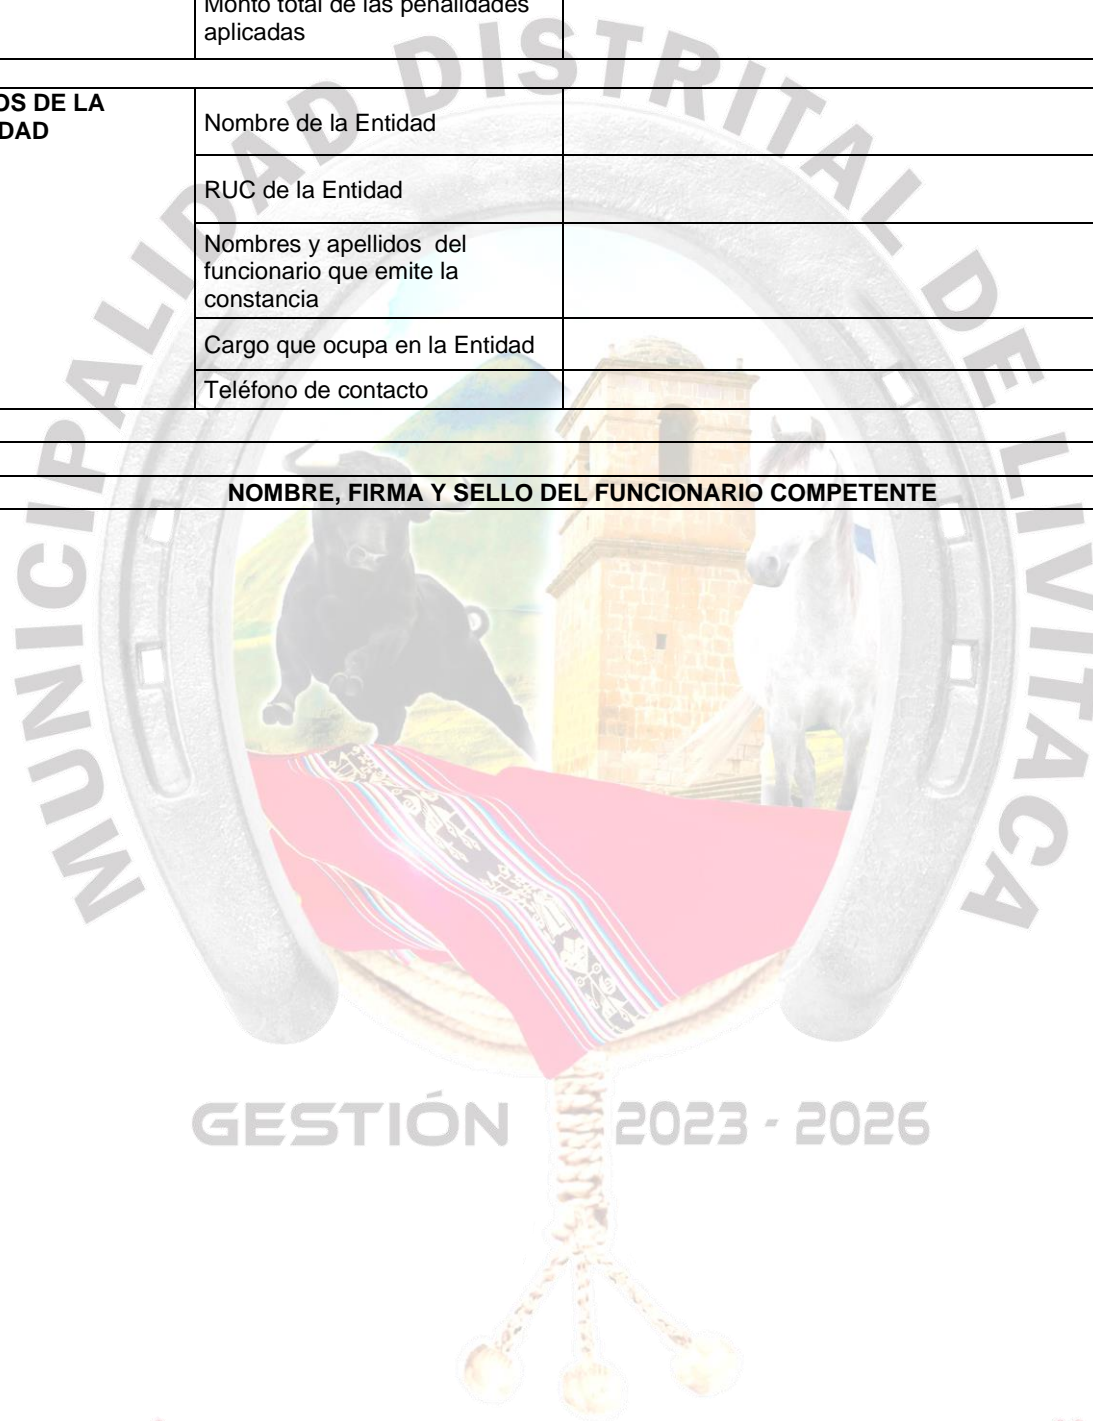 Monto total de las penalidades
aplicadas
OS DE LA
DAD
Nombre de la Entidad
RUC de la Entidad
Nombres y apellidos del
funcionario que emite la
constancia
Cargo que ocupa en la Entidad
Teléfono de contacto
NOMBRE, FIRMA Y SELLO DEL FUNCIONARIO COMPETENTE
MUNICIPALIDAD DISTRITAL DE LIVITACA
GESTIÓN 2023 - 2026